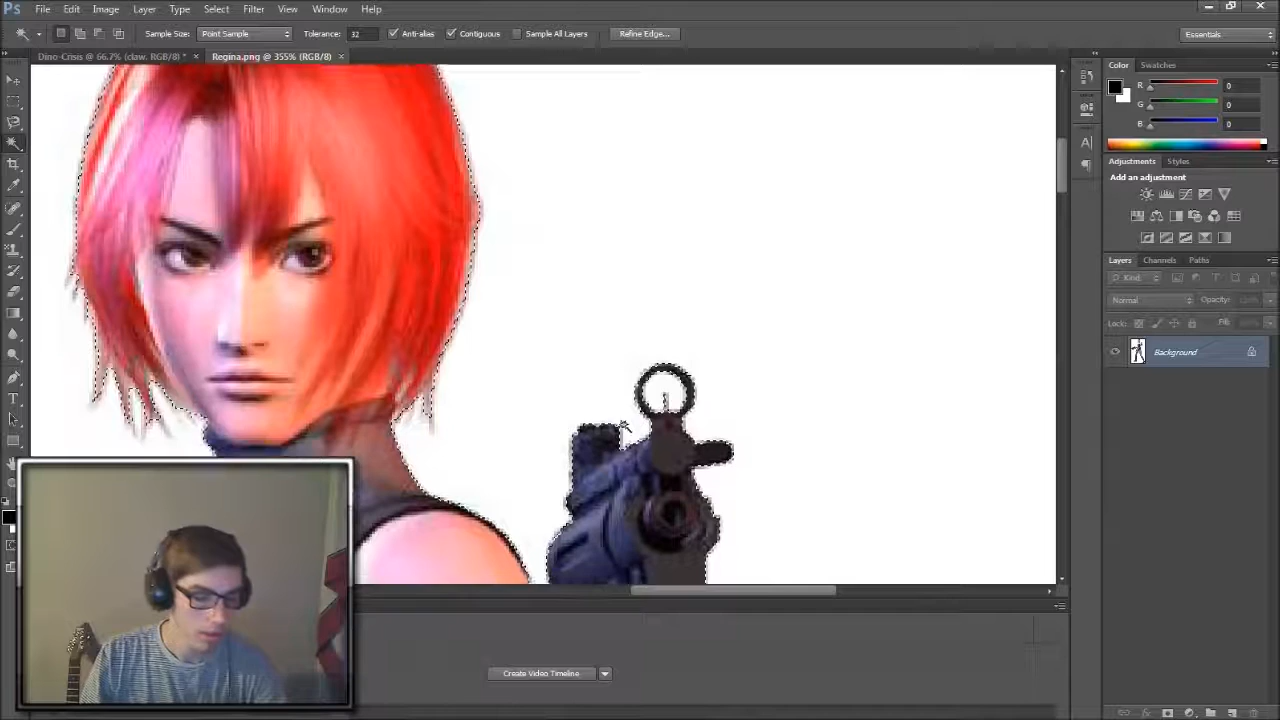 Ps File Edit Image Layer Type Select Filter View Window Help
Sample Size: Point Sample Tolerance: 32 Anti-alias Contiguous Sample All Layers Refine Edge... Essentials
Dino-Crisis @ 66.7% (claw, RGB/8) * × Regina.png @ 355% (RGB/8) ×
Color Swatches
R 0
G 0
B 0
Adjustments Styles
Add an adjustment
Layers Channels Paths
Kind
Normal Opacity:
Lock: Fill:
Background
Create Video Timeline